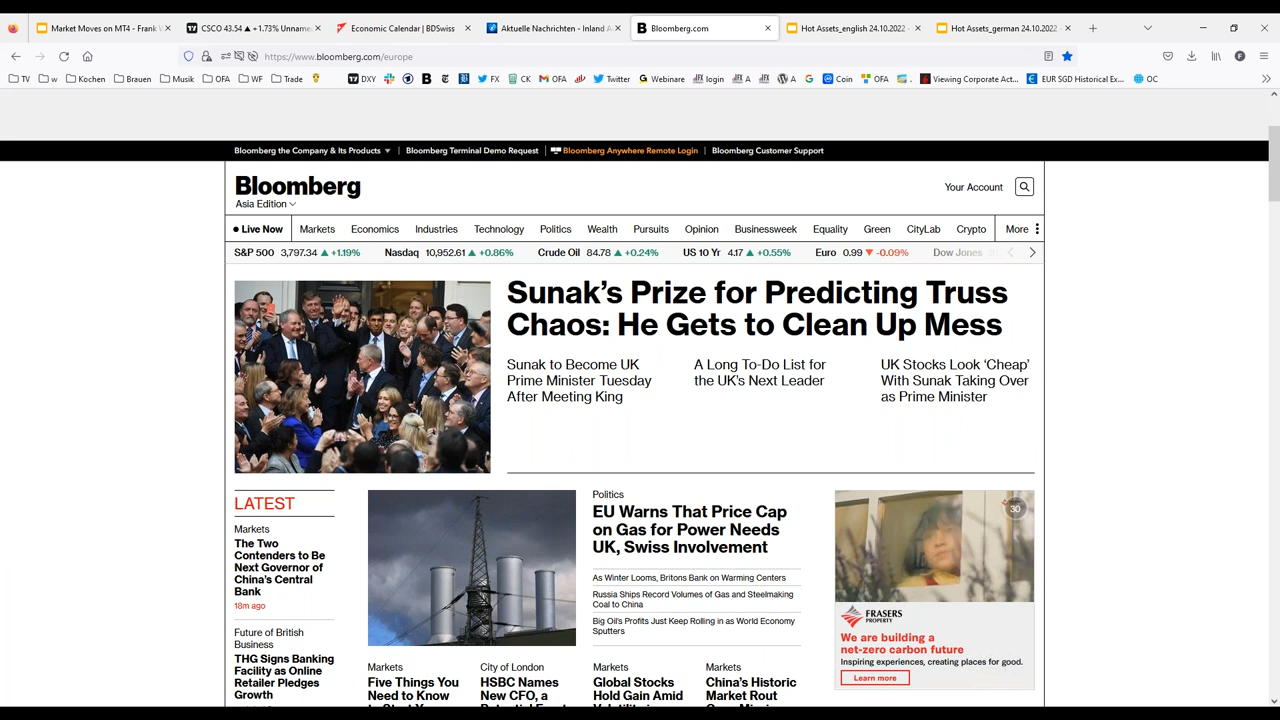 Market Moves on MT4 - Frank W
CSCO 43.54 ▲ +1.73% Unname
Economic Calendar | BDSwiss
Aktuelle Nachrichten - Inland A
Bloomberg.com
Hot Assets_english 24.10.2022 -
Hot Assets_german 24.10.2022 -
https://www.bloomberg.com/europe
TV
w
Kochen
Brauen
Musik
OFA
WF
Trade
DXY
FX
CK
OFA
Twitter
Webinare
login
A
A
Coin
OFA
.
Viewing Corporate Act...
EUR SGD Historical Ex...
OC
Bloomberg the Company & Its Products ▼ | Bloomberg Terminal Demo Request | Bloomberg Anywhere Remote Login | Bloomberg Customer Support
Bloomberg
Your Account
Asia Edition
• Live Now
Markets
Economics
Industries
Technology
Politics
Wealth
Pursuits
Opinion
Businessweek
Equality
Green
CityLab
Crypto
More
S&P 500 3,797.34 ▲ +1.19%
Nasdaq 10,952.61 ▲ +0.86%
Crude Oil 84.78 ▲ +0.24%
US 10 Yr 4.17 ▲ +0.55%
Euro 0.99 ▼ -0.09%
Dow Jones
Sunak’s Prize for Predicting Truss
Chaos: He Gets to Clean Up Mess
Sunak to Become UK
Prime Minister Tuesday
After Meeting King
A Long To-Do List for
the UK’s Next Leader
UK Stocks Look ‘Cheap’
With Sunak Taking Over
as Prime Minister
LATEST
Markets
The Two
Contenders to Be
Next Governor of
China’s Central
Bank
18m ago
Future of British
Business
THG Signs Banking
Facility as Online
Retailer Pledges
Growth
Politics
EU Warns That Price Cap
on Gas for Power Needs
UK, Swiss Involvement
As Winter Looms, Britons Bank on Warming Centers
Russia Ships Record Volumes of Gas and Steelmaking
Coal to China
Big Oil’s Profits Just Keep Rolling in as World Economy
Sputters
Markets
Five Things You
Need to Know
City of London
HSBC Names
New CFO, a
Markets
Global Stocks
Hold Gain Amid
Markets
China’s Historic
Market Rout
30
FRASERS
PROPERTY
We are building a
net-zero carbon future
Inspiring experiences, creating places for good.
Learn more